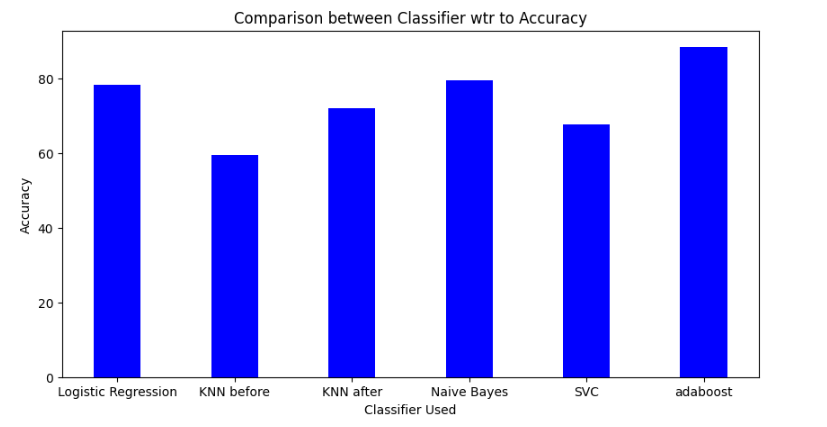 Comparison between Classifier wtr to Accuracy
Accuracy
80
60
40
20
0
Logistic Regression KNN before KNN after Naive Bayes SVC adaboost
Classifier Used